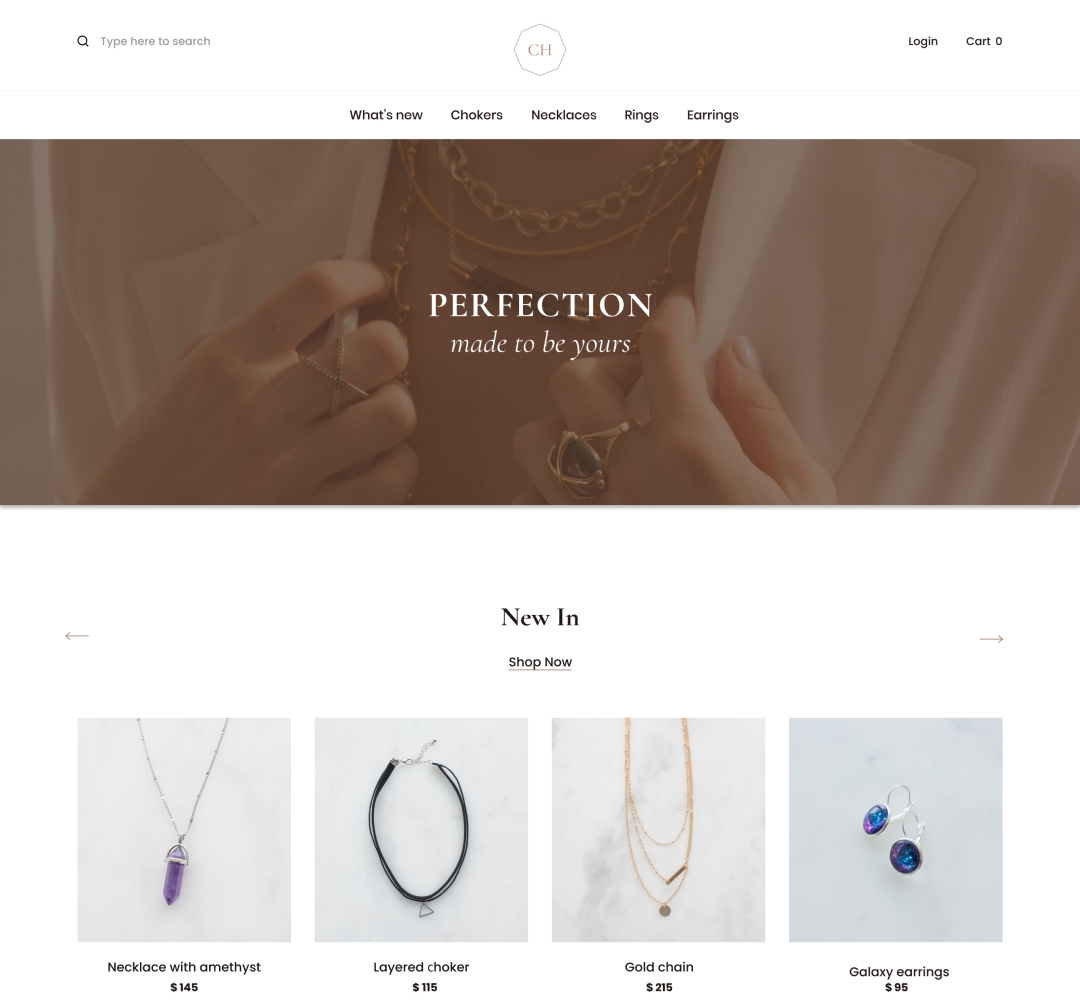 Type here to search
CH
Login
Cart 0
What's new
Chokers
Necklaces
Rings
Earrings
PERFECTION
made to be yours
New In
Shop Now
Necklace with amethyst
$ 145
Layered choker
$ 115
Gold chain
$ 215
Galaxy earrings
$ 95